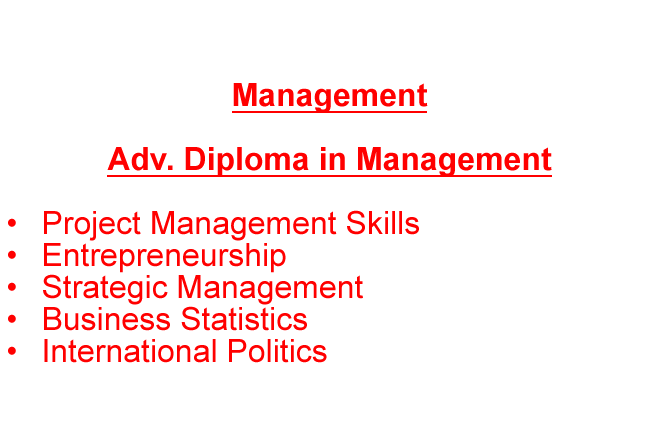 Management
Adv. Diploma in Management
• Project Management Skills
• Entrepreneurship
• Strategic Management
• Business Statistics
• International Politics